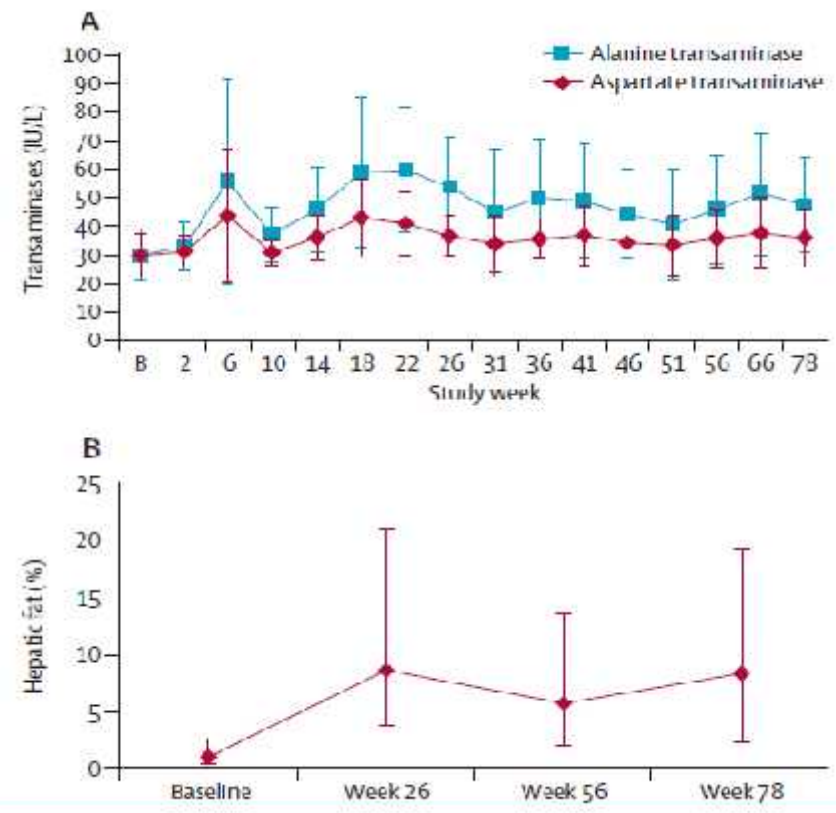 A
Transaminases (IU/L)
100
90
80
70
60
50
40
30
20
10
0
Alanine transaminase
Aspartate transaminase
B 2 6 10 14 18 22 26 31 36 41 46 51 56 66 78
Study week
B
Hepatic fat (%)
25
20
15
10
5
0
Baseline Week 26 Week 56 Week 78